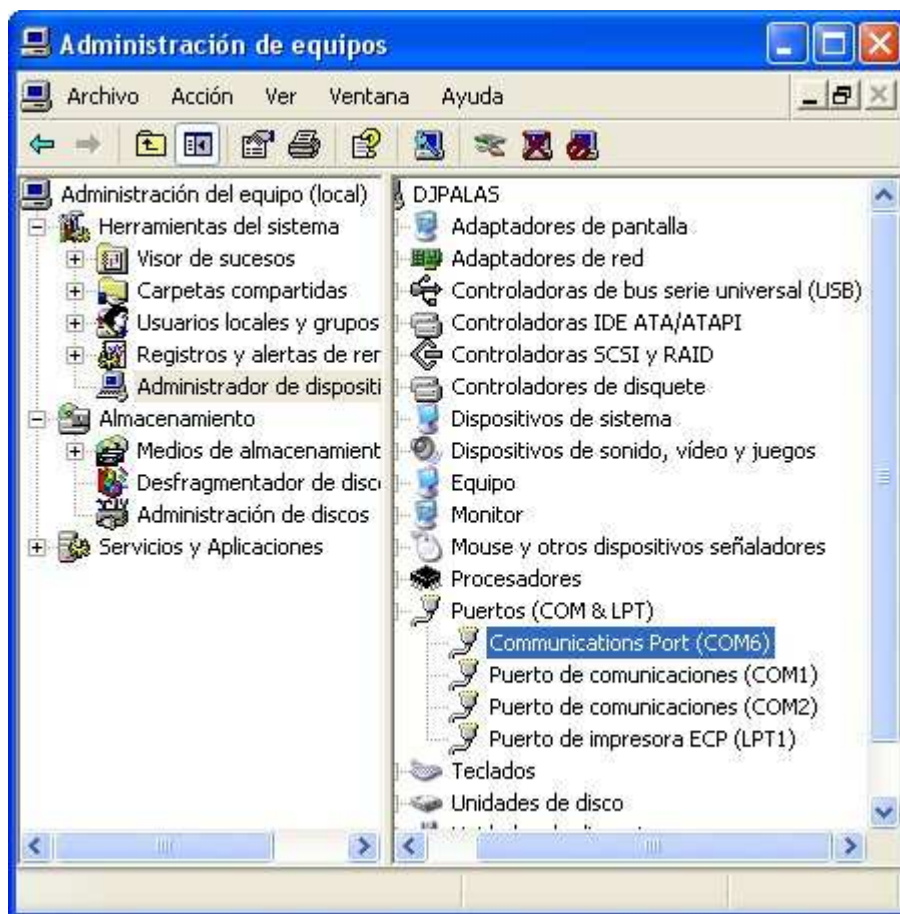 Administración de equipos
Archivo Acción Ver Ventana Ayuda
Administración del equipo (local)
Herramientas del sistema
Visor de sucesos
Carpetas compartidas
Usuarios locales y grupos
Registros y alertas de rer
Administrador de dispositi
Almacenamiento
Medios de almacenamient
Desfragmentador de disco
Administración de discos
Servicios y Aplicaciones
DJPALAS
Adaptadores de pantalla
Adaptadores de red
Controladoras de bus serie universal (USB)
Controladoras IDE ATA/ATAPI
Controladoras SCSI y RAID
Controladores de disquete
Dispositivos de sistema
Dispositivos de sonido, vídeo y juegos
Equipo
Monitor
Mouse y otros dispositivos señaladores
Procesadores
Puertos (COM & LPT)
Communications Port (COM6)
Puerto de comunicaciones (COM1)
Puerto de comunicaciones (COM2)
Puerto de impresora ECP (LPT1)
Teclados
Unidades de disco